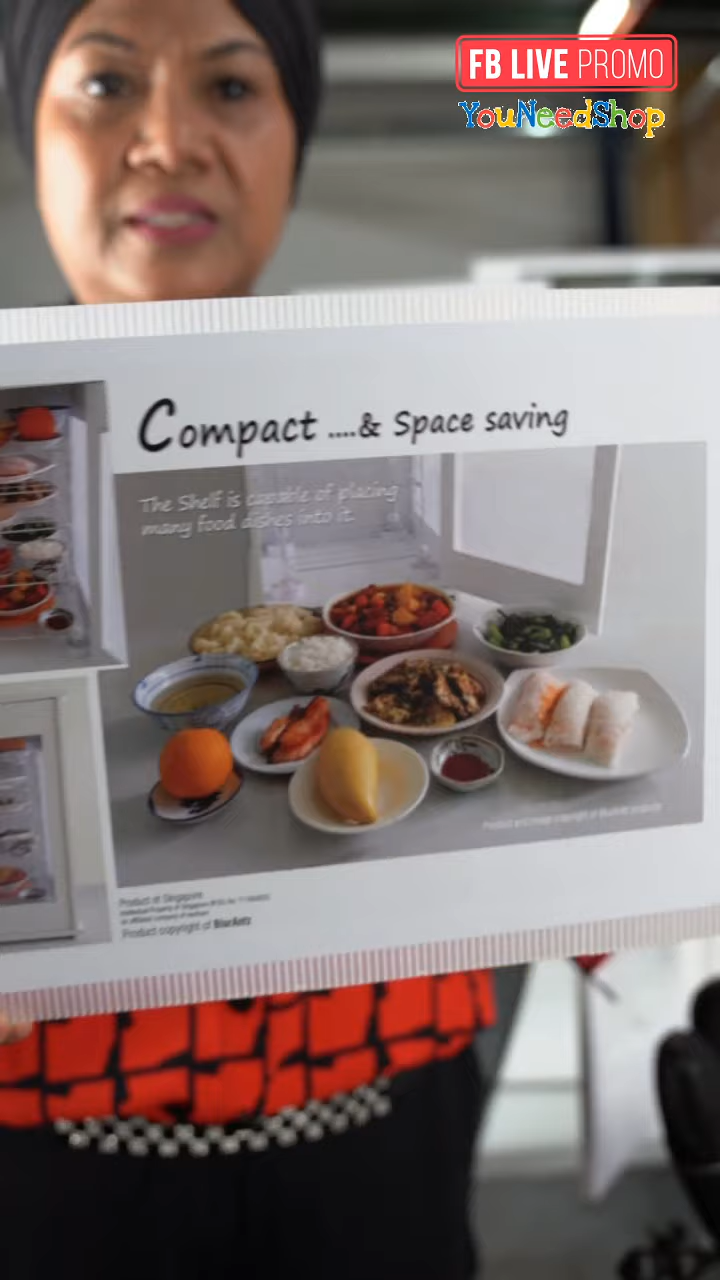 FB LIVE PROMO
YouNeedShop
Compact ....& Space saving
The Shelf is capable of placing
many food dishes into it.
Product of Singapore
Product copyright of